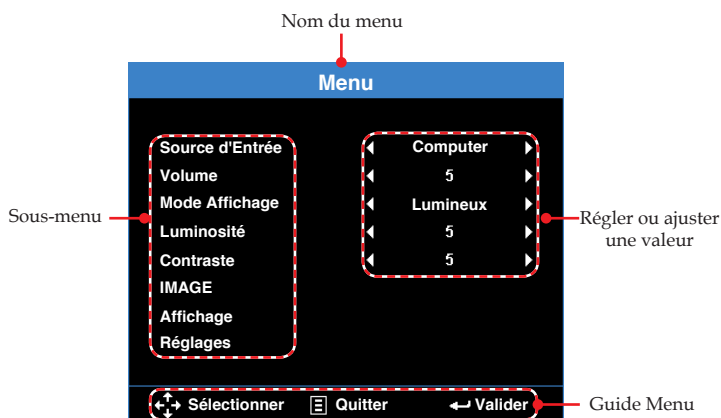 Nom du menu
Menu
Source d'Entrée
Computer
Volume
5
Mode Affichage
Lumineux
Sous-menu
Luminosité
5
Régler ou ajuster
une valeur
Contraste
5
IMAGE
Affichage
Réglages
Sélectionner
Quitter
Valider
Guide Menu